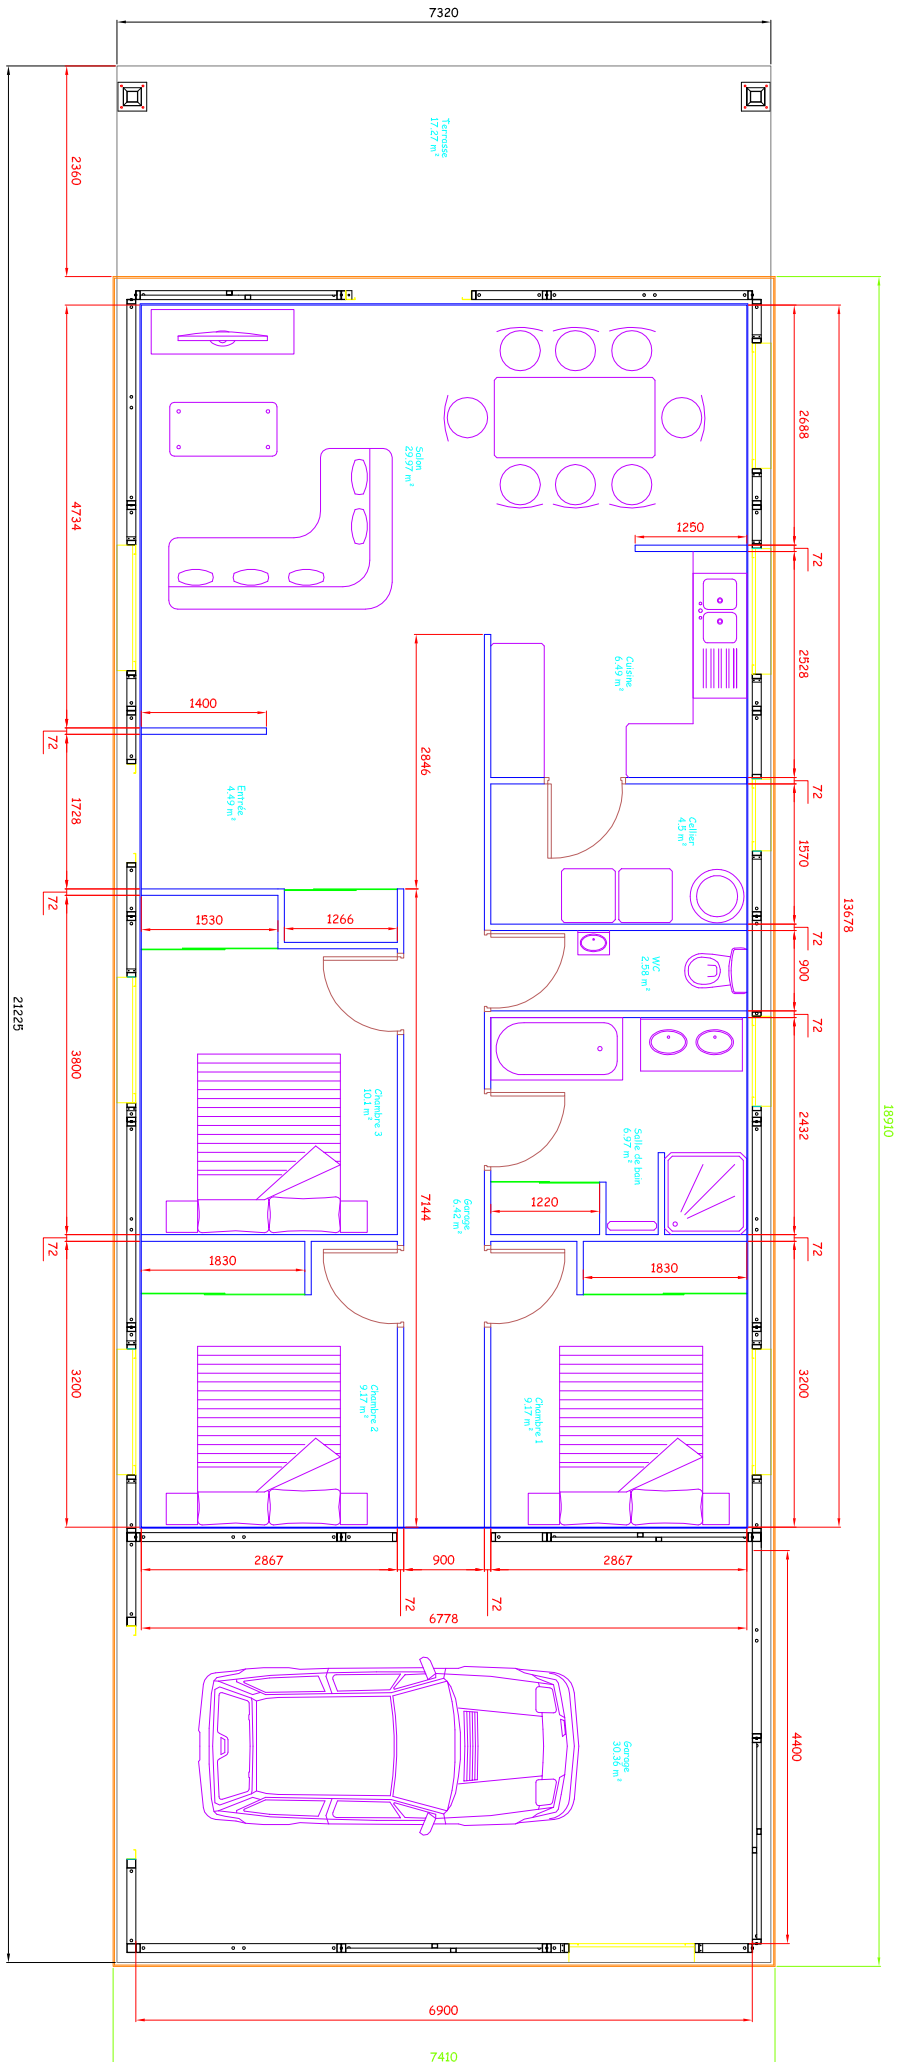 7320
2360
Terrasse
17.27 m²
21225
18910
13678
4734
2688
Salon
29.97 m²
1250
72
2528
Cuisine
6.49 m²
1400
72
2846
72
1728
Entrée
4.49 m²
Cellier
4.5 m²
1570
72
1530
1266
72
900
WC
2.58 m²
72
3800
Chambre 3
10.1 m²
2432
Salle de bain
6.97 m²
7144
Garage
6.42 m²
1220
72
72
1830
1830
3200
3200
Chambre 2
9.17 m²
Chambre 1
9.17 m²
2867
900
2867
72
72
6778
4400
Garage
30.36 m²
6900
7410